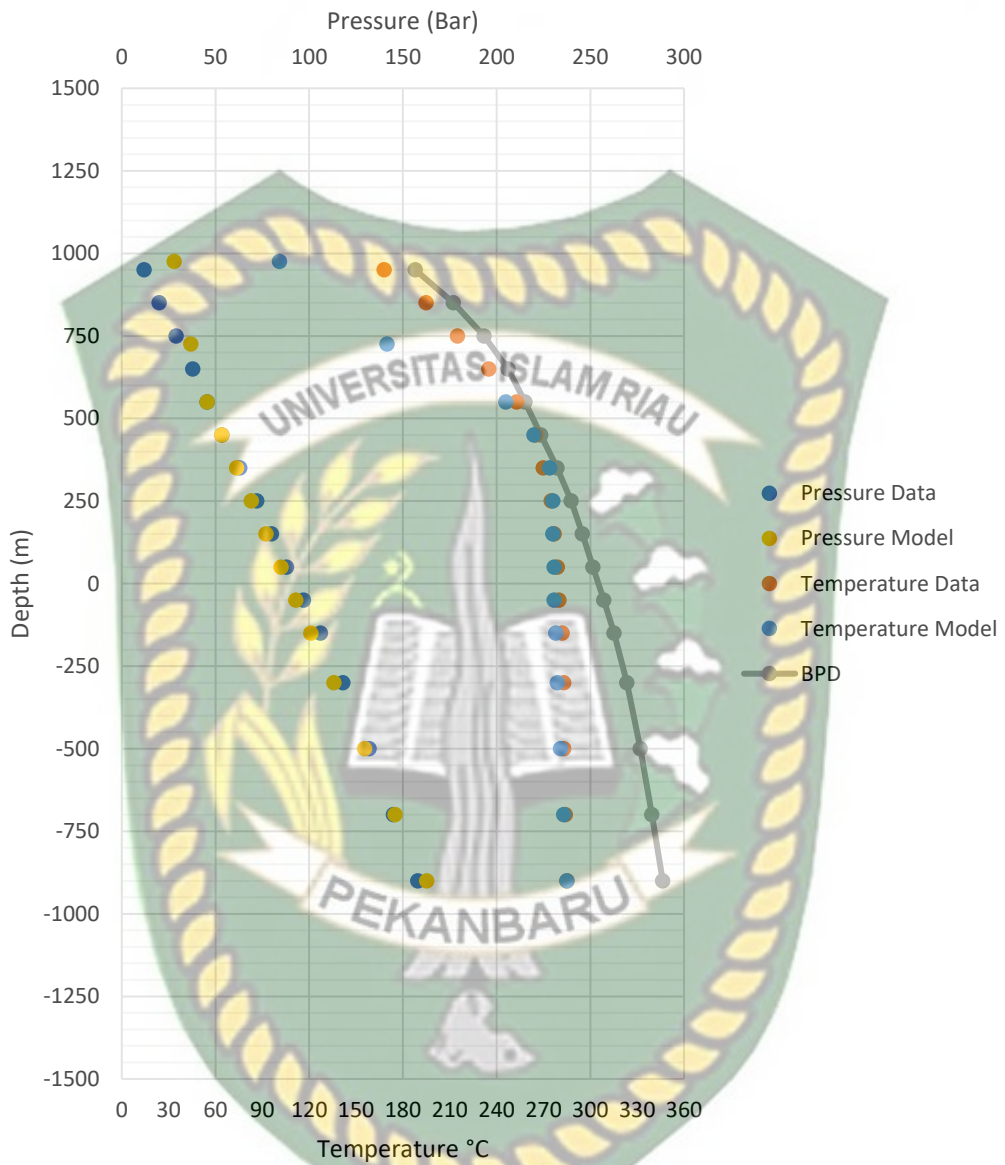 Pressure (Bar)
0 50 100 150 200 250 300
1500
1250
1000
750
500
250
0
-250
-500
-750
-1000
-1250
-1500
Depth (m)
UNIVERSITAS ISLAM RIAU
PEKANBARU
Pressure Data
Pressure Model
Temperature Data
Temperature Model
BPD
0 30 60 90 120 150 180 210 240 270 300 330 360
Temperature °C